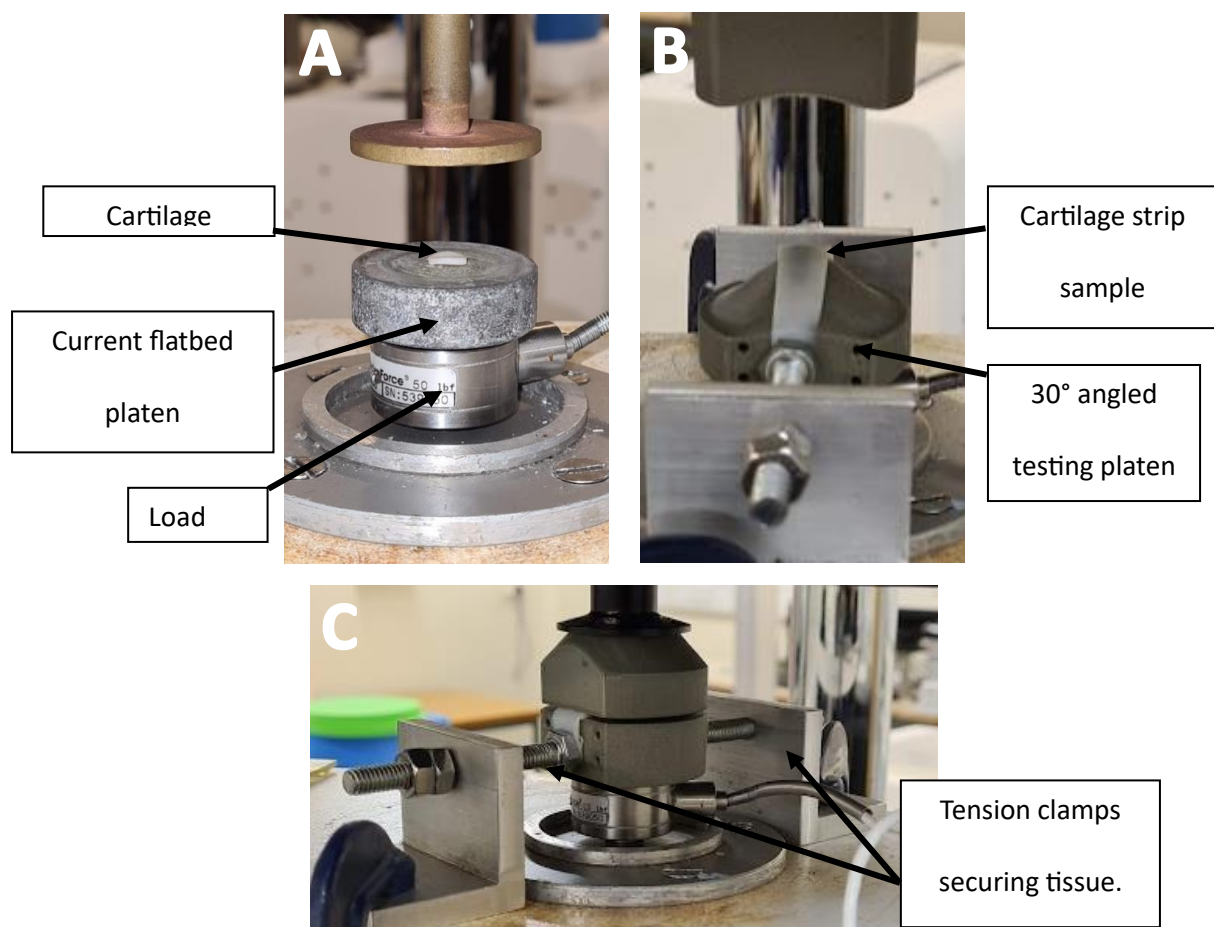 A
B
Cartilage
Cartilage strip
sample
Current flatbed
platen
50 lbf
30° angled
testing platen
Load
C
Tension clamps
securing tissue.